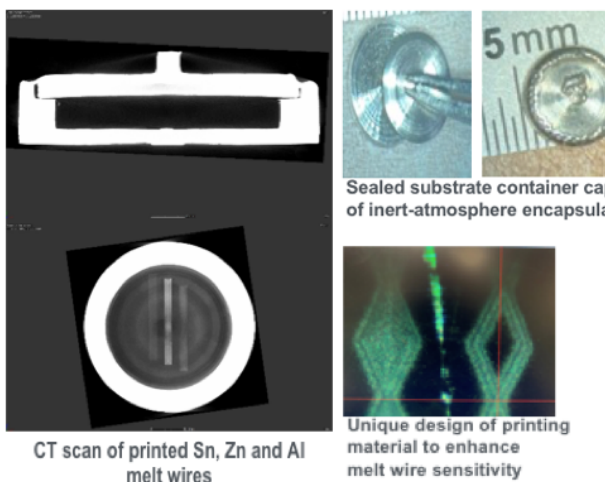 5 mm
Sealed substrate container cap
of inert-atmosphere encapsula
CT scan of printed Sn, Zn and Al
melt wires
Unique design of printing
material to enhance
melt wire sensitivity